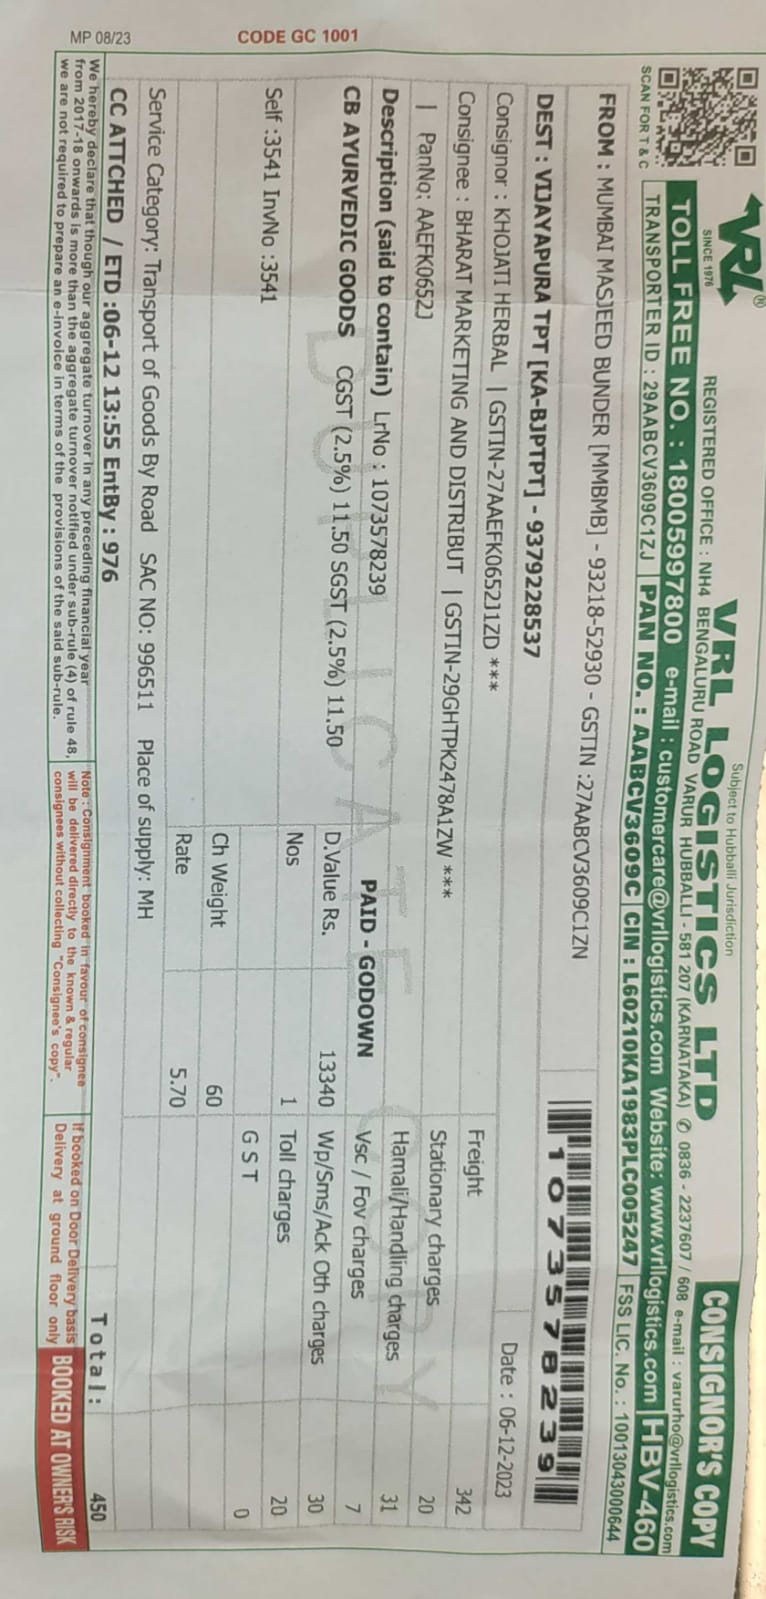 Subject to Hubballi Jurisdiction
VRL® VRL LOGISTICS LTD CONSIGNOR'S COPY
SINCE 1976 REGISTERED OFFICE : NH4 BENGALURU ROAD VARUR HUBBALLI - 581 207 (KARNATAKA) ✆ 0836 - 2237607 / 608 e-mail : varurho@vrllogistics.com
TOLL FREE NO. : 18005997800 e-mail : customercare@vrllogistics.com Website: www.vrllogistics.com HBV-460
SCAN FOR T & C TRANSPORTER ID : 29AABCV3609C1ZJ PAN NO. : AABCV3609C CIN : L60210KA1983PLC005247 FSS LIC. No. : 10013043000644
FROM : MUMBAI MASJEED BUNDER [MMBMB] - 93218-52930 - GSTIN :27AABCV3609C1ZN
1073578239
DEST : VIJAYAPURA TPT [KA-BJPTPT] - 9379228537
Consignor : KHOJATI HERBAL | GSTIN-27AAEFK0652J1ZD *** Date : 06-12-2023
Consignee : BHARAT MARKETING AND DISTRIBUT | GSTIN-29GHTPK2478A1ZW *** Freight 342
| PanNo: AAEFK0652J Stationary charges 20
Description (said to contain) LrNo : 1073578239 PAID - GODOWN Hamali/Handling charges 31
CB AYURVEDIC GOODS CGST (2.5%) 11.50 SGST (2.5%) 11.50 D.Value Rs. 13340 Vsc / Fov charges 7
Wp/Sms/Ack Oth charges 30
Nos 1 Toll charges 20
Self :3541 InvNo :3541 G S T 0
Ch Weight 60
Rate 5.70
Service Category: Transport of Goods By Road SAC NO: 996511 Place of supply: MH
CC ATTCHED / ETD :06-12 13:55 EntBy : 976 Total: 450
DUPLICATE COPY
We hereby declare that though our aggregate turnover in any preceding financial year
from 2017-18 onwards is more than the aggregate turnover notified under sub-rule (4) of rule 48,
we are not required to prepare an e-invoice in terms of the provisions of the said sub-rule.
Note : Consignment booked in favour of consignee
will be delivered directly to the known & regular
consignees without collecting "Consignee's copy".
If booked on Door Delivery basis
Delivery at ground floor only
BOOKED AT OWNER'S RISK
MP 08/23 CODE GC 1001